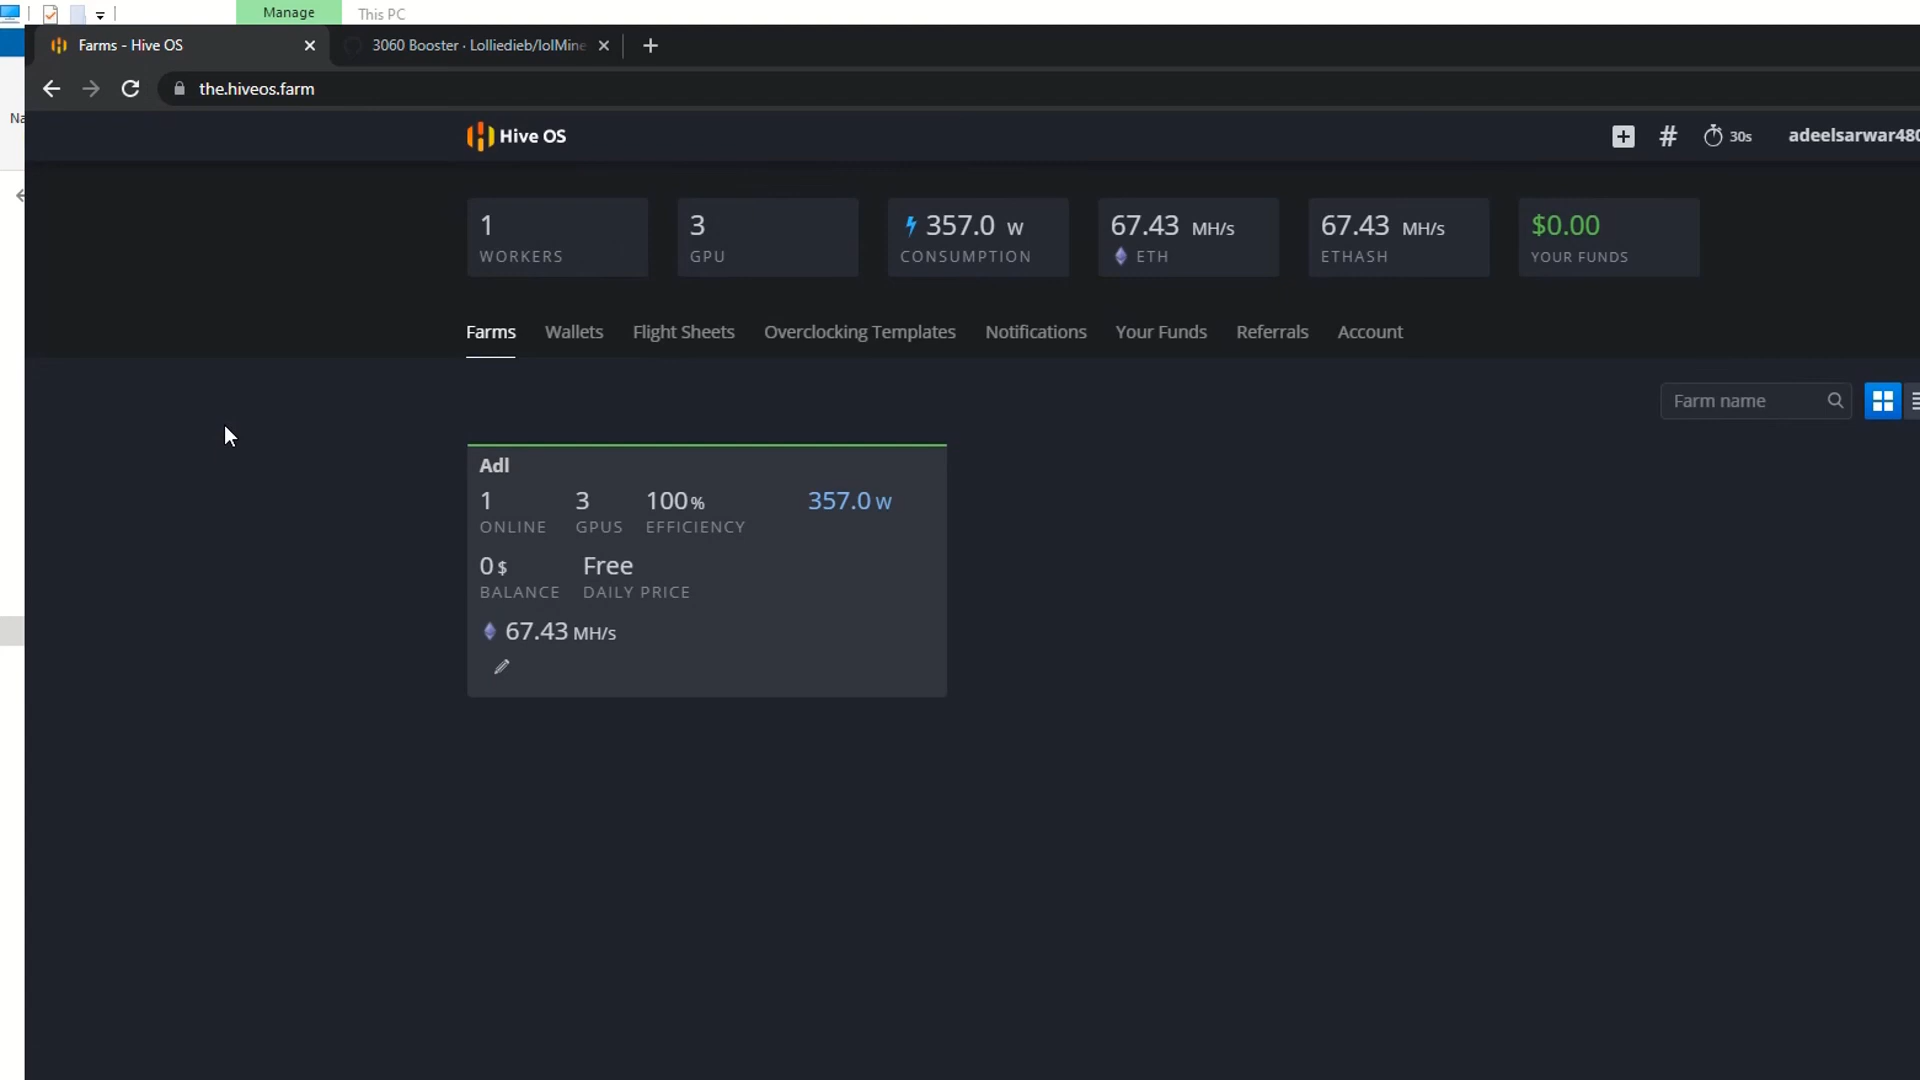 Manage
This PC
Farms - Hive OS
3060 Booster · Lolliedieb/lolMine
the.hiveos.farm
Na
Hive OS
30s
adeelsarwar480
1
WORKERS
3
GPU
357.0 W
CONSUMPTION
67.43 MH/s
ETH
67.43 MH/s
ETHASH
$0.00
YOUR FUNDS
Farms Wallets Flight Sheets Overclocking Templates Notifications Your Funds Referrals Account
Farm name
Adl
1 3 100% 357.0 W
ONLINE GPUS EFFICIENCY
0 $ Free
BALANCE DAILY PRICE
67.43 MH/s